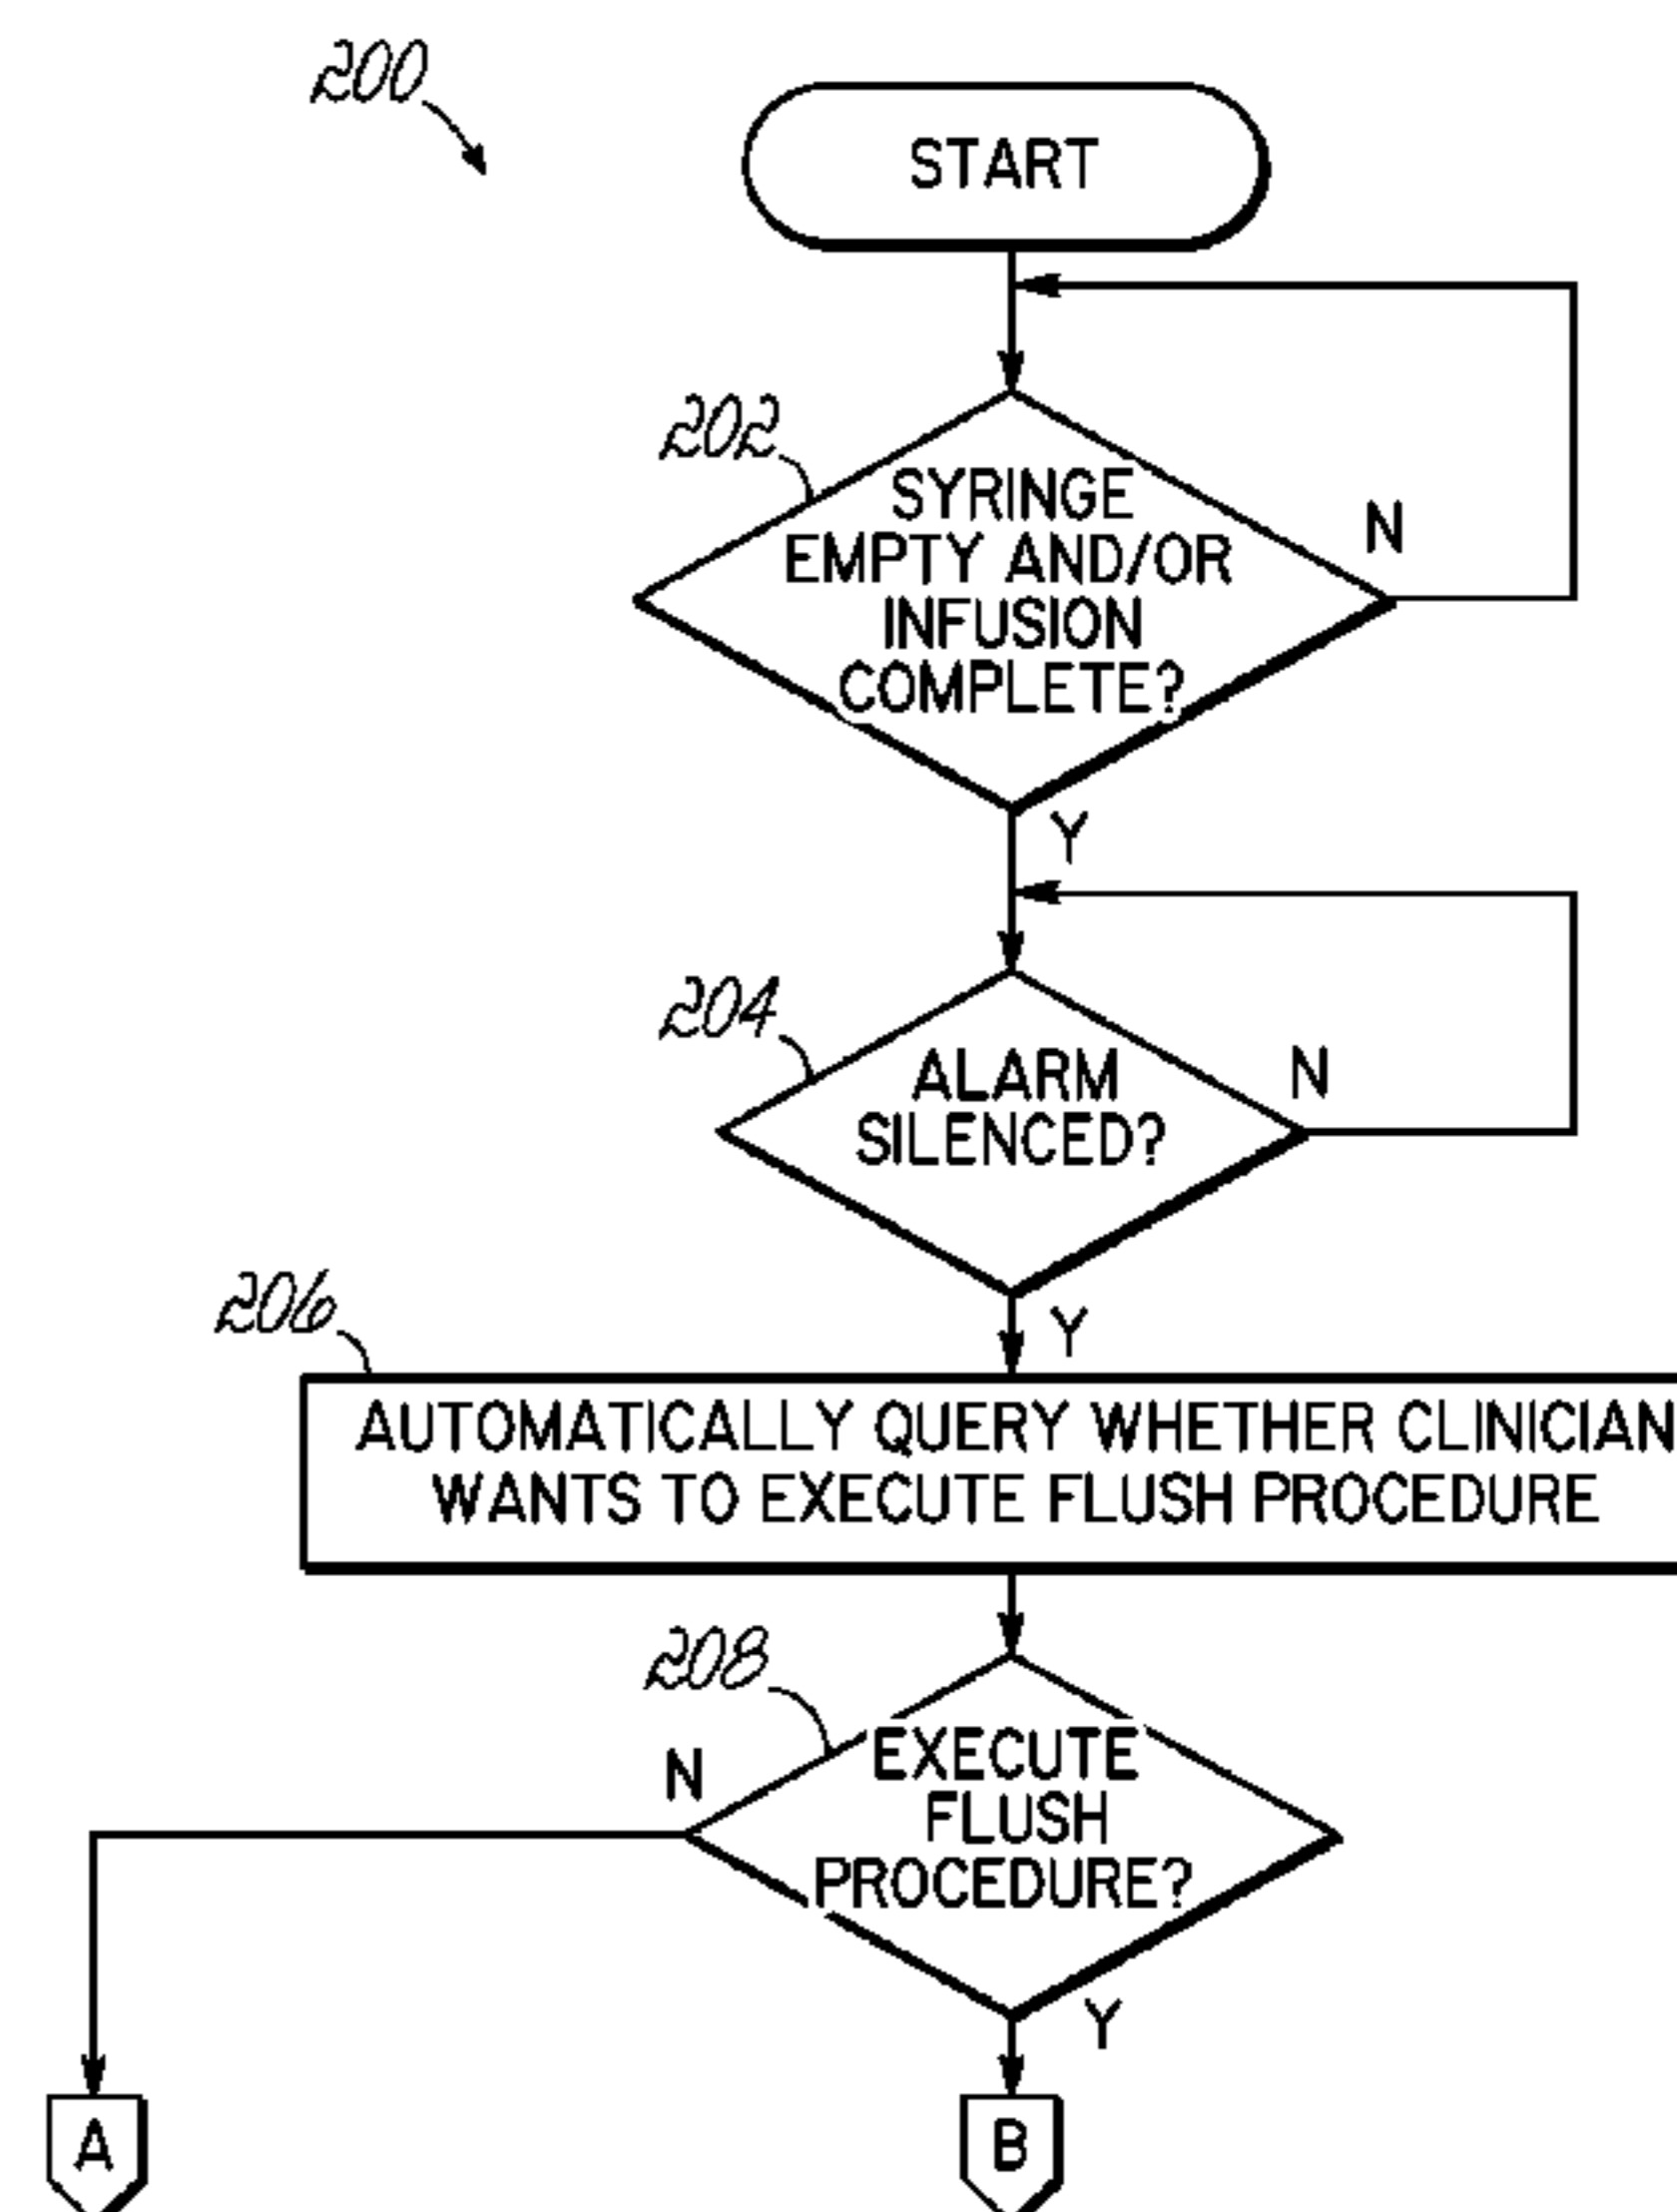 200
START
202
SYRINGE
EMPTY AND/OR
INFUSION
COMPLETE?
N
Y
204
ALARM
SILENCED?
N
Y
206
AUTOMATICALLY QUERY WHETHER CLINICIAN
WANTS TO EXECUTE FLUSH PROCEDURE
208
N
EXECUTE
FLUSH
PROCEDURE?
Y
A
B